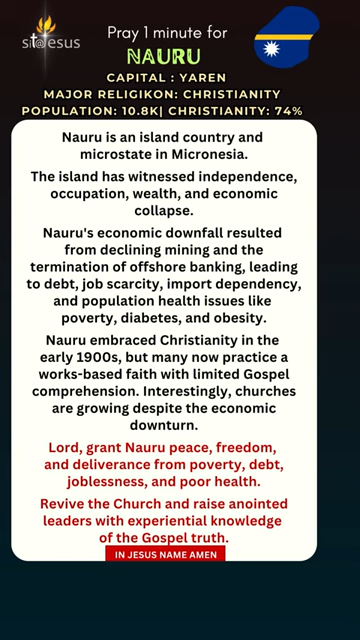 sit@Jesus
Pray 1 minute for
NAURU
CAPITAL : YAREN
MAJOR RELIGIKON: CHRISTIANITY
POPULATION: 10.8K| CHRISTIANITY: 74%
Nauru is an island country and
microstate in Micronesia.
The island has witnessed independence,
occupation, wealth, and economic
collapse.
Nauru's economic downfall resulted
from declining mining and the
termination of offshore banking, leading
to debt, job scarcity, import dependency,
and population health issues like
poverty, diabetes, and obesity.
Nauru embraced Christianity in the
early 1900s, but many now practice a
works-based faith with limited Gospel
comprehension. Interestingly, churches
are growing despite the economic
downturn.
Lord, grant Nauru peace, freedom,
and deliverance from poverty, debt,
joblessness, and poor health.
Revive the Church and raise anointed
leaders with experiential knowledge
of the Gospel truth.
IN JESUS NAME AMEN